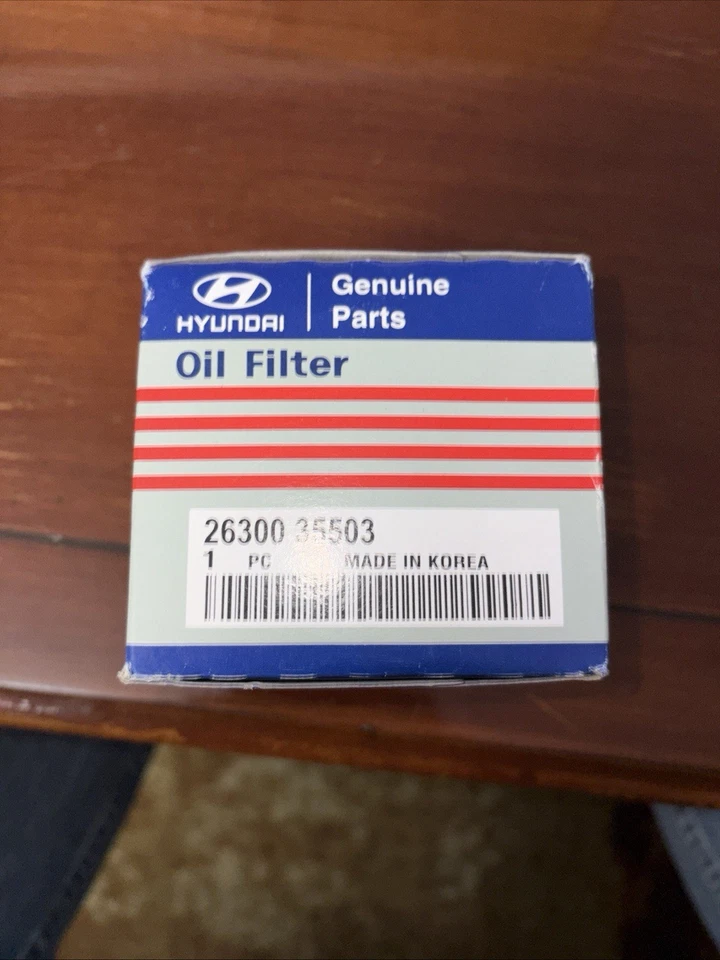 HYUNDAI
Genuine
Parts
Oil Filter
26300 35503
1 PC MADE IN KOREA